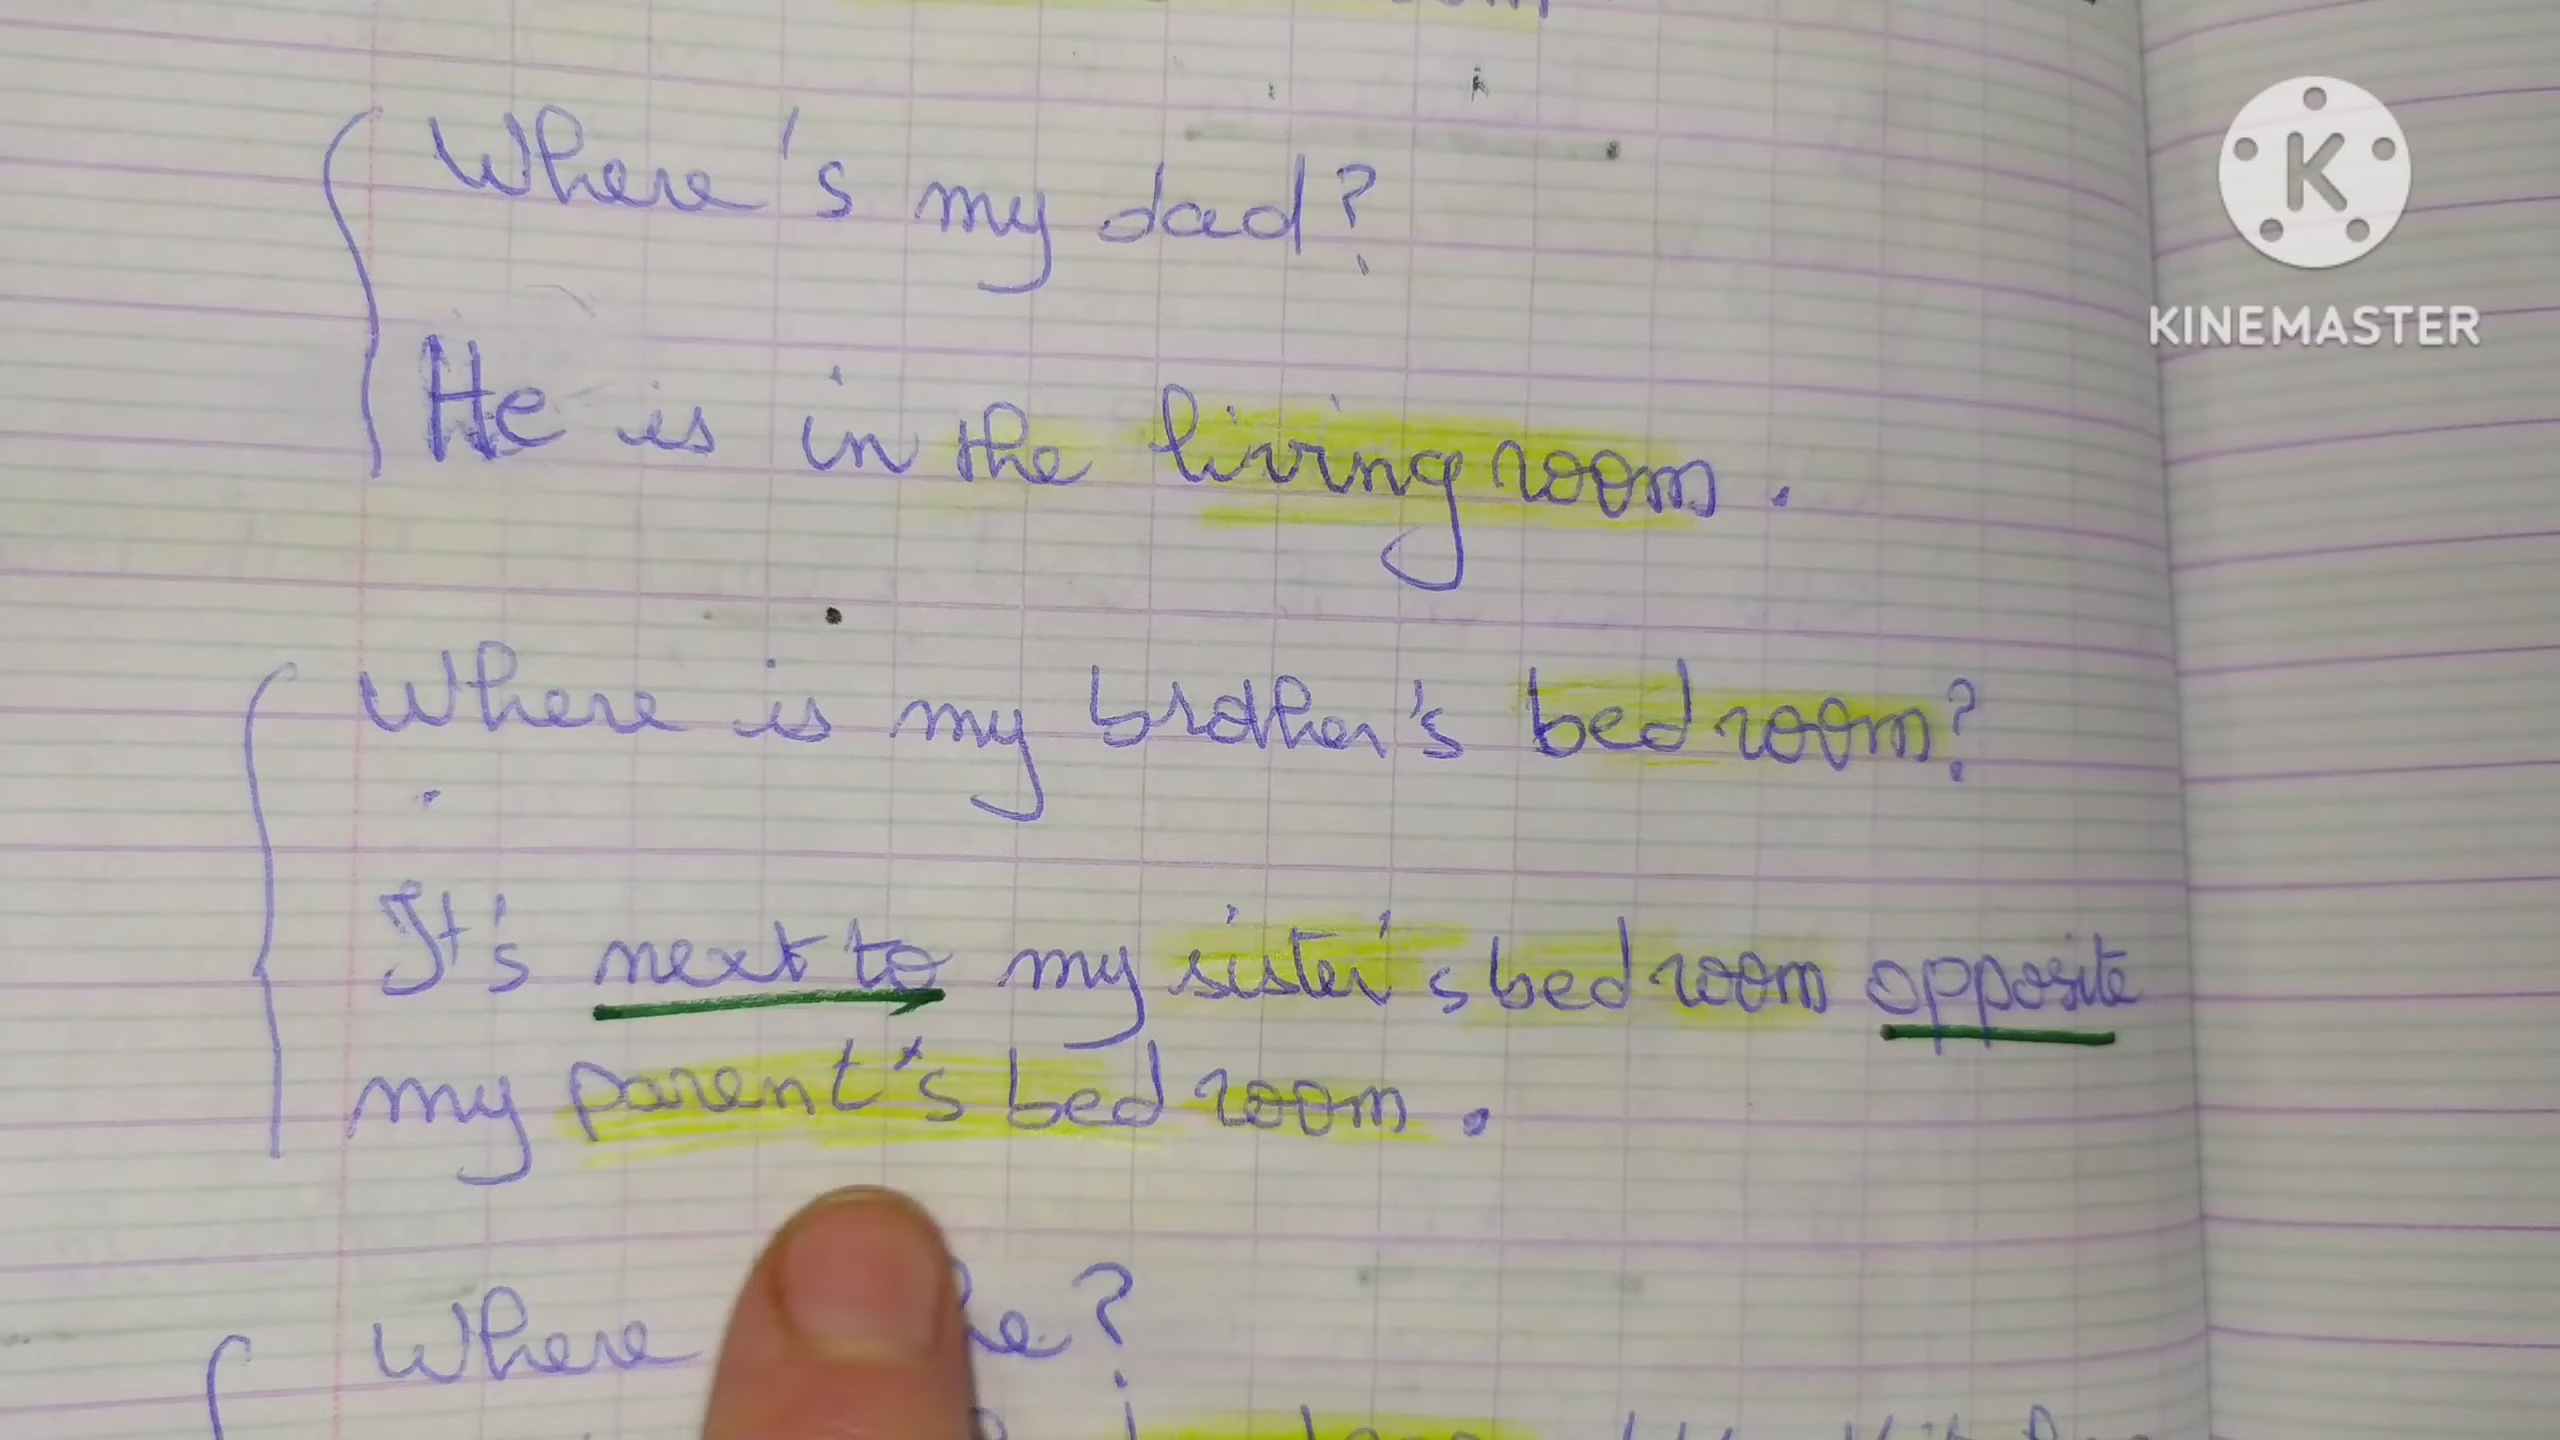 Where's my dad?
He is in the living room.
Where is my brother's bedroom?
It's next to my sister's bedroom opposite
my parent's bedroom.
Where he?
KINEMASTER